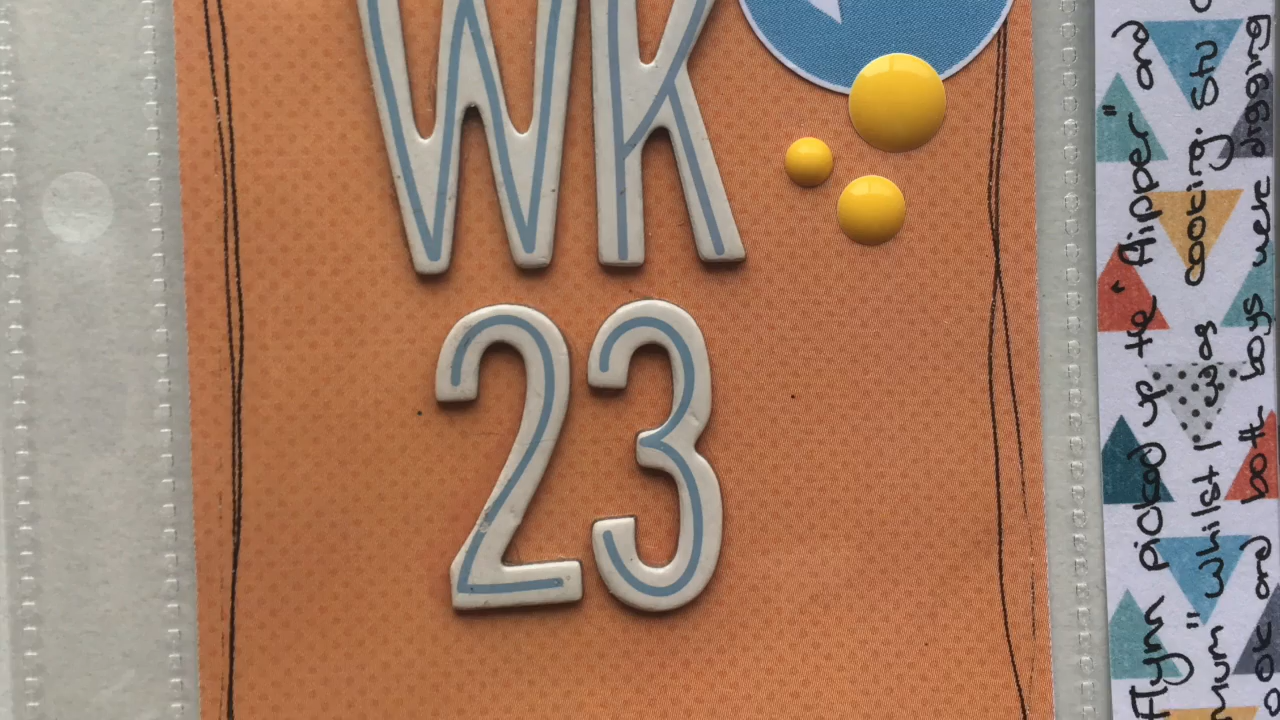 WK
23
Flynn picked up the "flipper" and
"Mum" whilst I was cooking. Stu
and both boys were digging